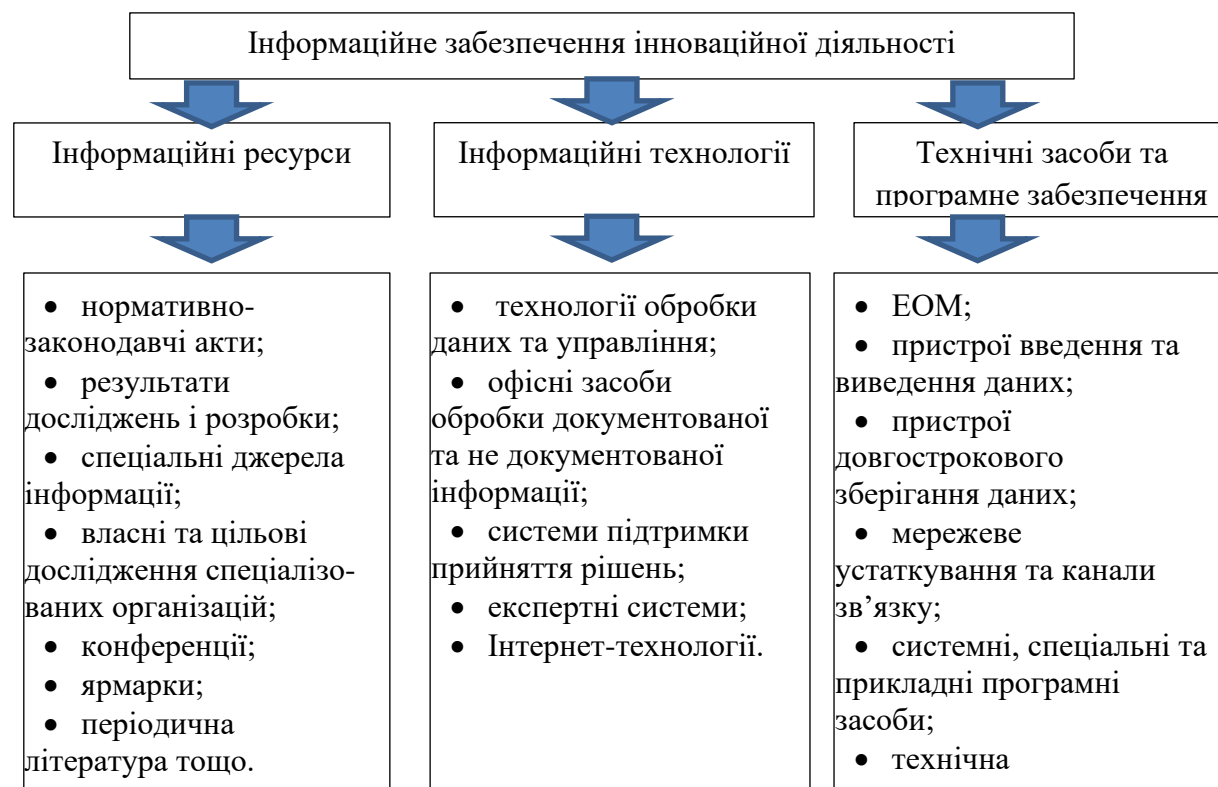 Інформаційне забезпечення інноваційної діяльності
Інформаційні ресурси
Інформаційні технології
Технічні засоби та
програмне забезпечення
• нормативно-
законодавчі акти;
• результати
досліджень і розробки;
• спеціальні джерела
інформації;
• власні та цільові
дослідження спеціалізо-
ваних організацій;
• конференції;
• ярмарки;
• періодична
література тощо.
• технології обробки
даних та управління;
• офісні засоби
обробки документованої
та не документованої
інформації;
• системи підтримки
прийняття рішень;
• експертні системи;
• Інтернет-технології.
• ЕОМ;
• пристрої введення та
виведення даних;
• пристрої
довгострокового
зберігання даних;
• мережеве
устаткування та канали
зв’язку;
• системні, спеціальні та
прикладні програмні
засоби;
• технічна